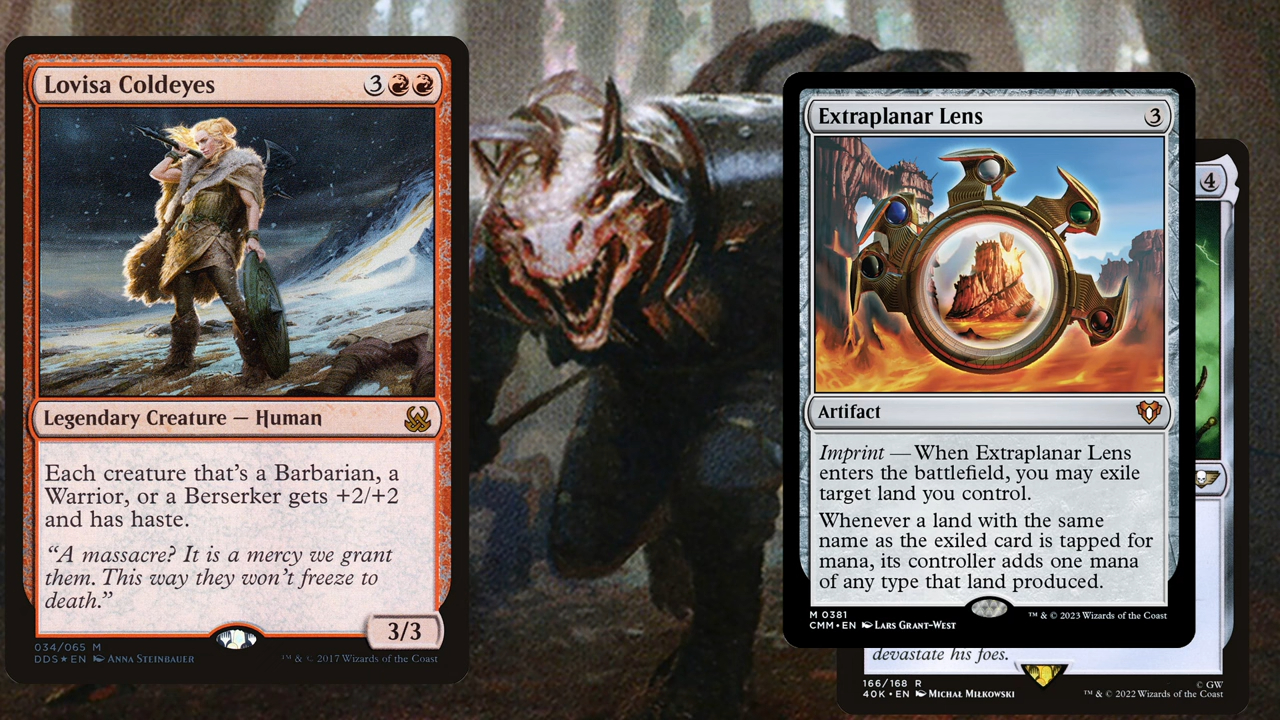 Lovisa Coldeyes 3
Legendary Creature — Human
Each creature that's a Barbarian, a
Warrior, or a Berserker gets +2/+2
and has haste.
"A massacre? It is a mercy we grant
them. This way they won't freeze to
death."
3/3
034/065 M
DDS★EN Anna Steinbauer
™ & © 2017 Wizards of the Coast
Extraplanar Lens 3
Artifact
Imprint — When Extraplanar Lens
enters the battlefield, you may exile
target land you control.
Whenever a land with the same
name as the exiled card is tapped for
mana, its controller adds one mana
of any type that land produced.
M 0381
CMM • EN Lars Grant-West
™ & © 2023 Wizards of the Coast
4
devastate his foes.
166/168 R
40K • EN Michał Miłkowski
© GW
™ & © 2022 Wizards of the Coast